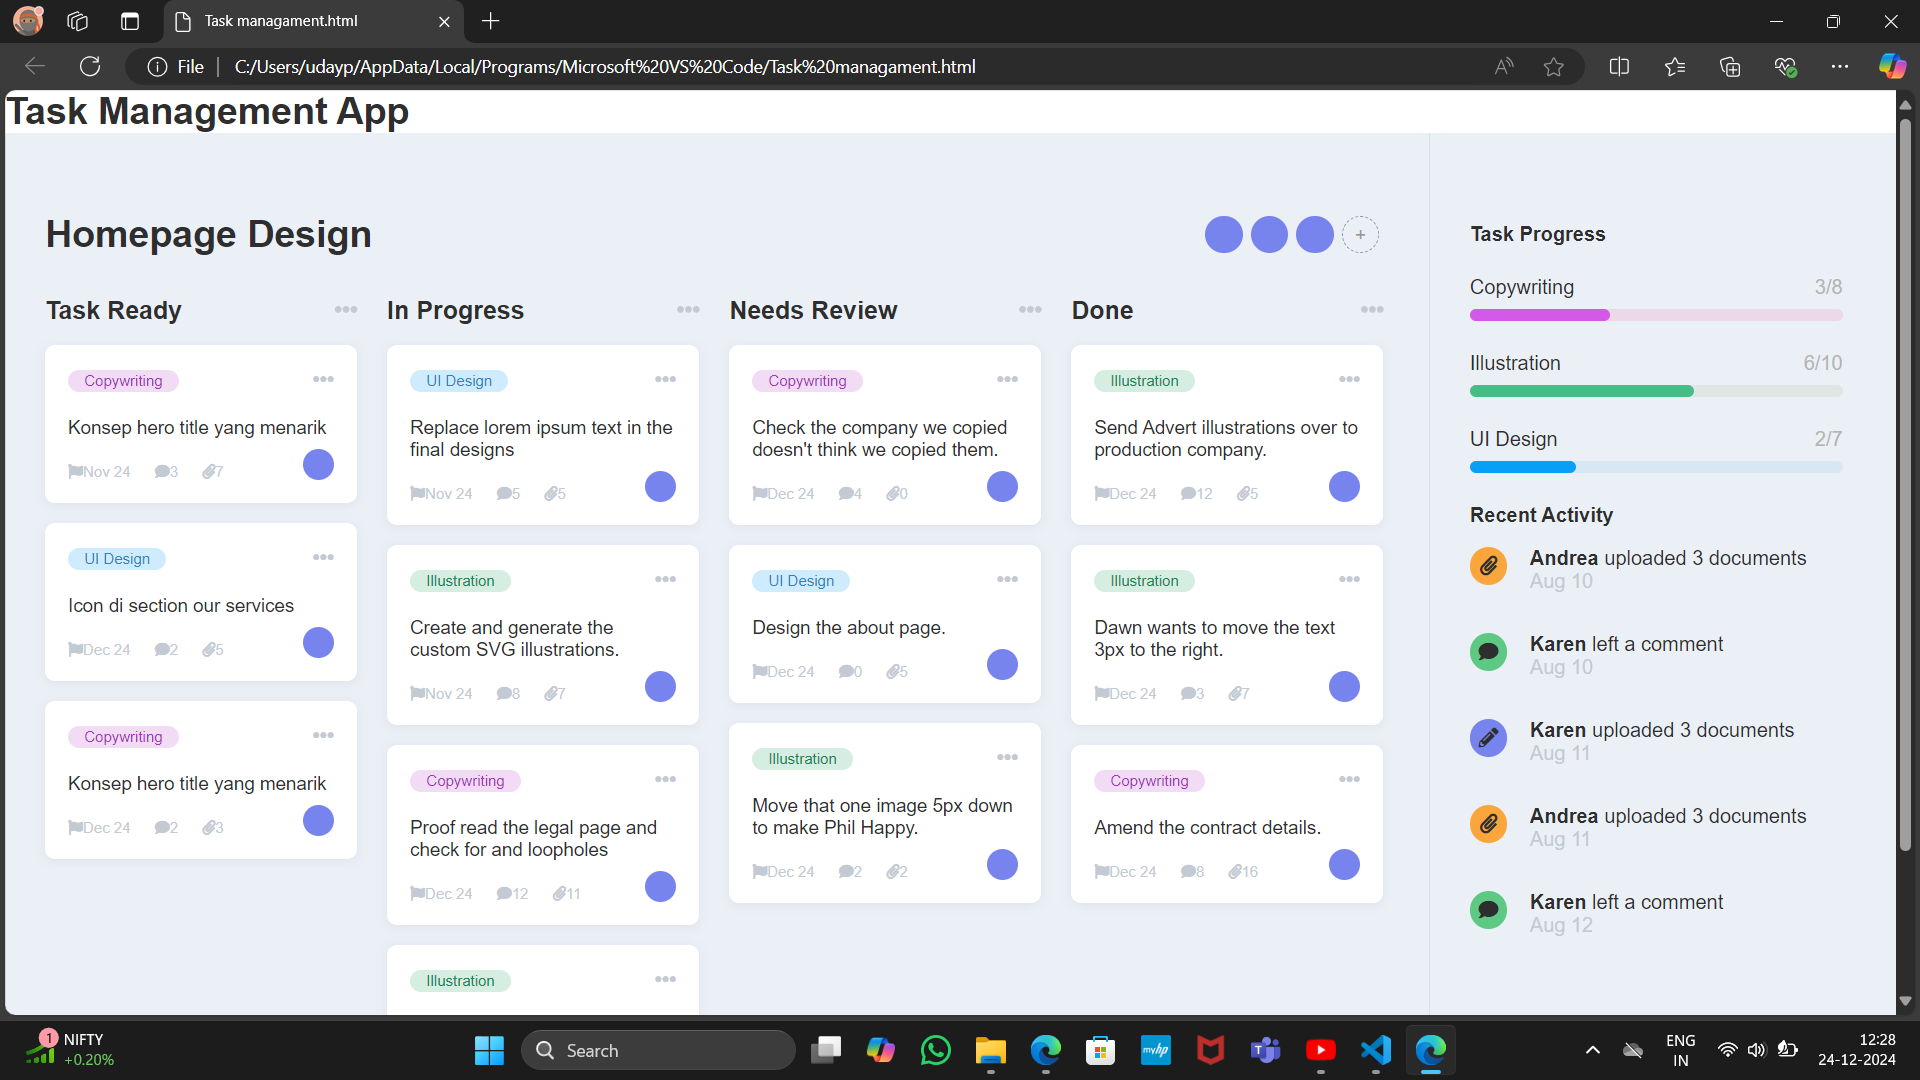 Task managament.html
File
C:/Users/udayp/AppData/Local/Programs/Microsoft%20VS%20Code/Task%20managament.html
Task Management App
Homepage Design
+
Task Ready
Copywriting
Konsep hero title yang menarik
Nov 24 3 7
UI Design
Icon di section our services
Dec 24 2 5
Copywriting
Konsep hero title yang menarik
Dec 24 2 3
In Progress
UI Design
Replace lorem ipsum text in the
final designs
Nov 24 5 5
Illustration
Create and generate the
custom SVG illustrations.
Nov 24 8 7
Copywriting
Proof read the legal page and
check for and loopholes
Dec 24 12 11
Illustration
Needs Review
Copywriting
Check the company we copied
doesn't think we copied them.
Dec 24 4 0
UI Design
Design the about page.
Dec 24 0 5
Illustration
Move that one image 5px down
to make Phil Happy.
Dec 24 2 2
Done
Illustration
Send Advert illustrations over to
production company.
Dec 24 12 5
Illustration
Dawn wants to move the text
3px to the right.
Dec 24 3 7
Copywriting
Amend the contract details.
Dec 24 8 16
Task Progress
Copywriting 3/8
Illustration 6/10
UI Design 2/7
Recent Activity
Andrea uploaded 3 documents
Aug 10
Karen left a comment
Aug 10
Karen uploaded 3 documents
Aug 11
Andrea uploaded 3 documents
Aug 11
Karen left a comment
Aug 12
1
NIFTY
+0.20%
Search
myhp
ENG
IN
12:28
24-12-2024